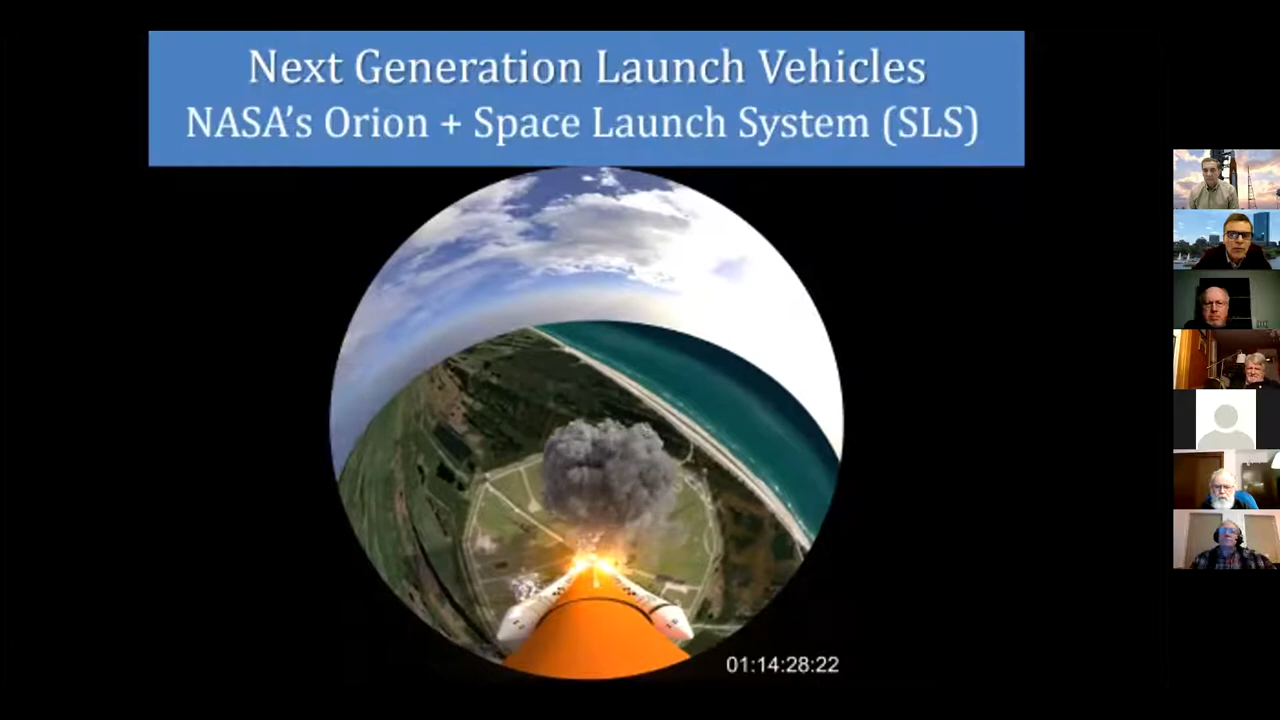 Next Generation Launch Vehicles
NASA's Orion + Space Launch System (SLS)
01:14:28:22